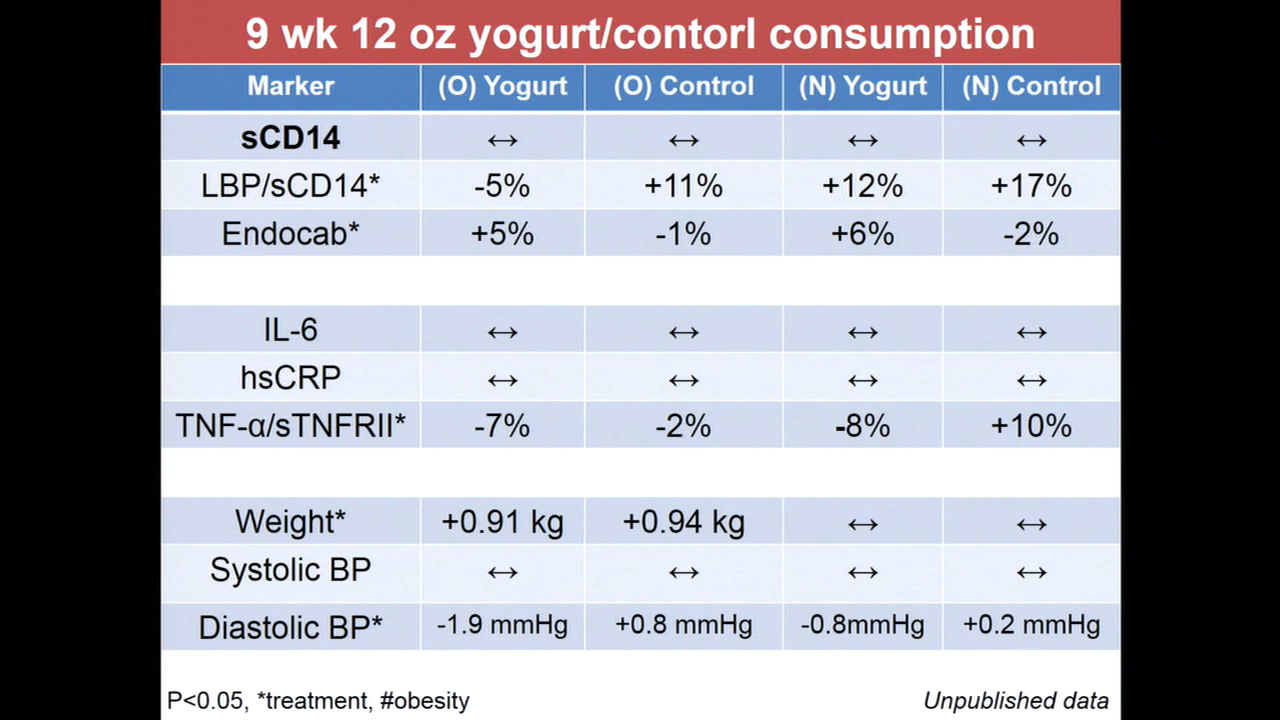 9 wk 12 oz yogurt/contorl consumption
Marker (O) Yogurt (O) Control (N) Yogurt (N) Control
sCD14 ↔ ↔ ↔ ↔
LBP/sCD14* -5% +11% +12% +17%
Endocab* +5% -1% +6% -2%
IL-6 ↔ ↔ ↔ ↔
hsCRP ↔ ↔ ↔ ↔
TNF-α/sTNFRII* -7% -2% -8% +10%
Weight* +0.91 kg +0.94 kg ↔ ↔
Systolic BP ↔ ↔ ↔ ↔
Diastolic BP* -1.9 mmHg +0.8 mmHg -0.8mmHg +0.2 mmHg
P<0.05, *treatment, #obesity Unpublished data